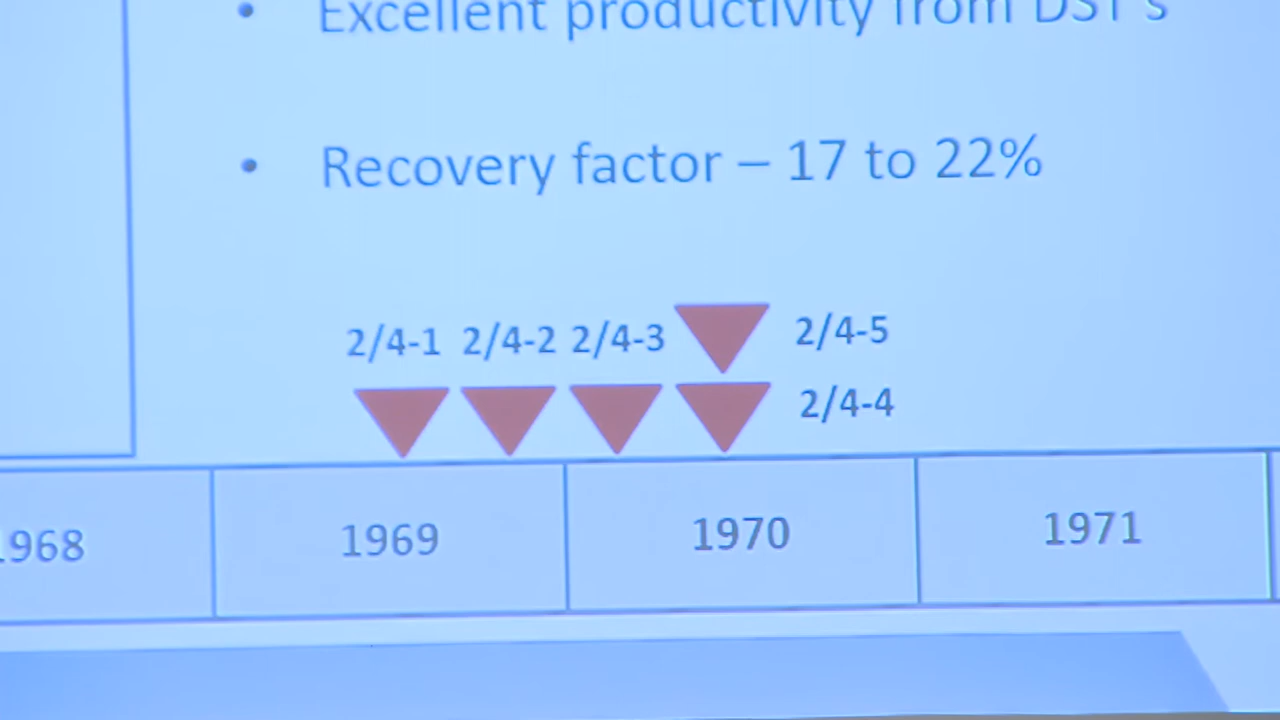 • Excellent productivity from DST's
• Recovery factor – 17 to 22%
2/4-1 2/4-2 2/4-3 2/4-5
2/4-4
1968 1969 1970 1971